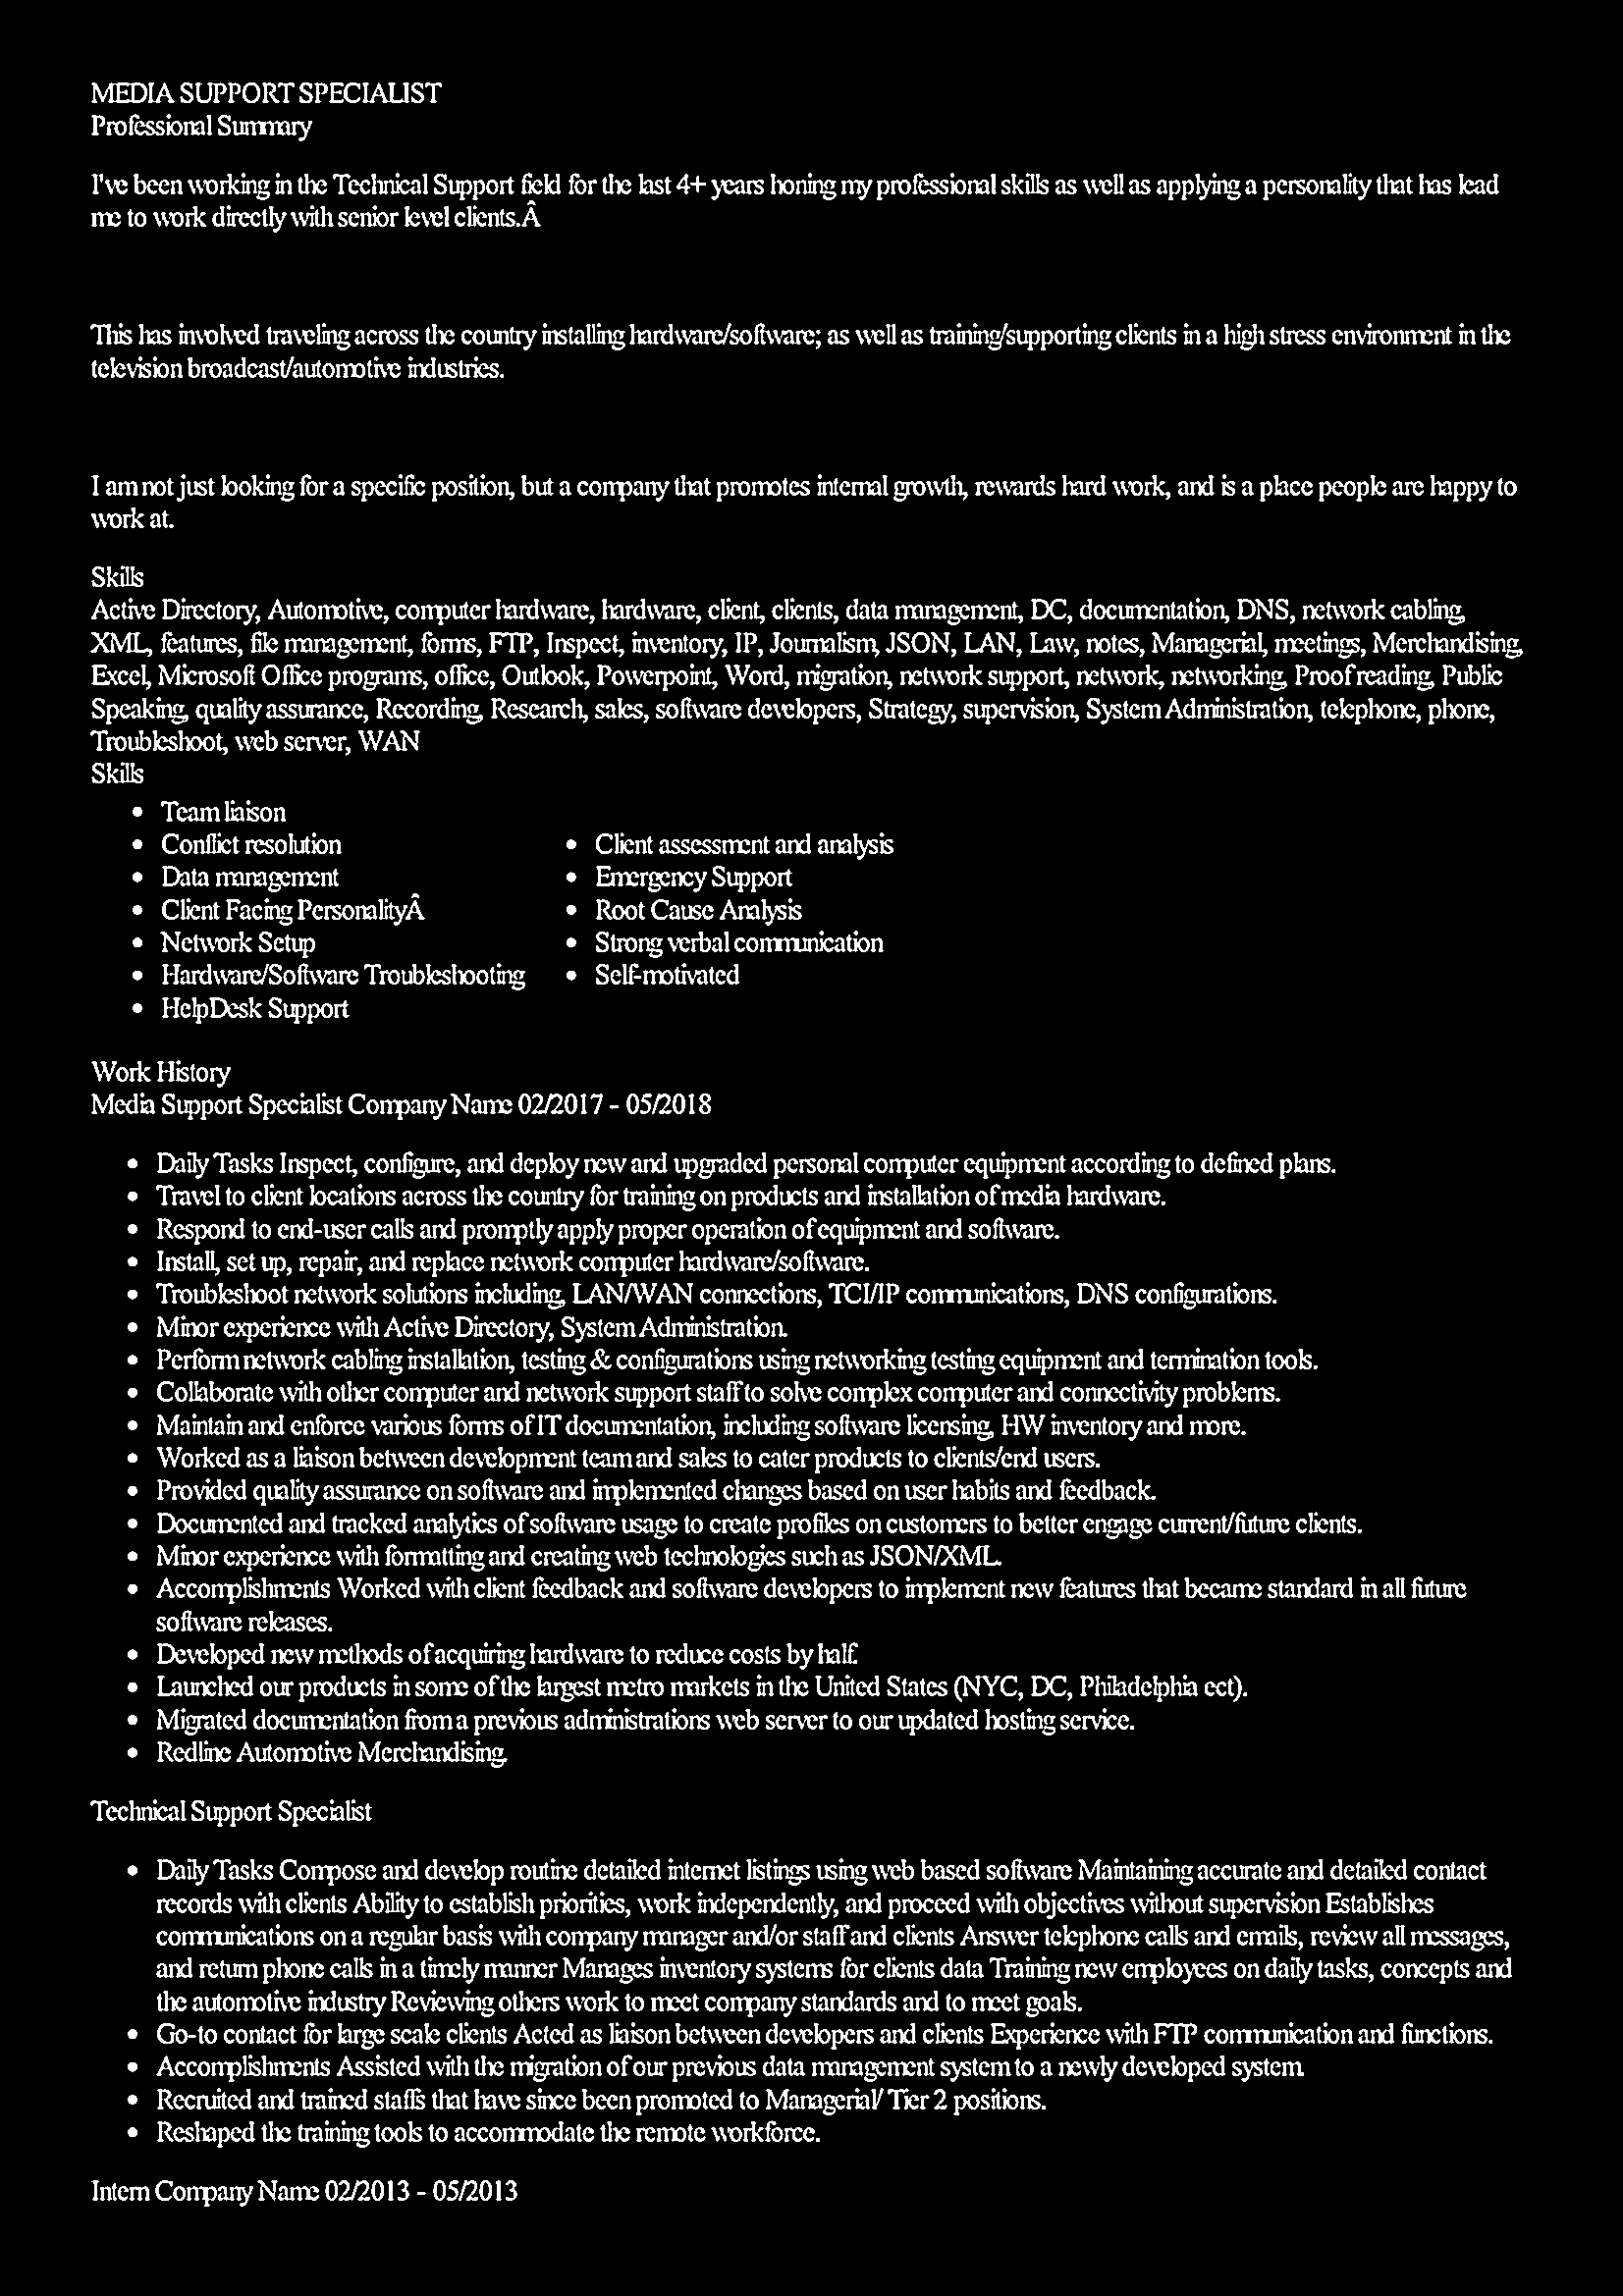 MEDIA SUPPORT SPECIALIST
Professional Summary
I've been working in the Technical Support field for the last 4+ years honing my professional skills as well as applying a personality that has lead
me to work directly with senior level clients.Â
This has involved traveling across the country installing hardware/software; as well as training/supporting clients in a high stress environment in the
television broadcast/automotive industries.
I am not just looking for a specific position, but a company that promotes internal growth, rewards hard work, and is a place people are happy to
work at.
Skills
Active Directory, Automotive, computer hardware, hardware, client, clients, data management, DC, documentation, DNS, network cabling,
XML, features, file management, forms, FTP, Inspect, inventory, IP, Journalism, JSON, LAN, Law, notes, Managerial, meetings, Merchandising,
Excel, Microsoft Office programs, office, Outlook, Powerpoint, Word, migration, network support, network, networking, Proofreading, Public
Speaking, quality assurance, Recording, Research, sales, software developers, Strategy, supervision, System Administration, telephone, phone,
Troubleshoot, web server, WAN
Skills
• Team liaison
• Conflict resolution
• Data management
• Client Facing PersonalityÂ
• Network Setup
• Hardware/Software Troubleshooting
• HelpDesk Support
• Client assessment and analysis
• Emergency Support
• Root Cause Analysis
• Strong verbal communication
• Self-motivated
Work History
Media Support Specialist Company Name 02/2017 - 05/2018
• Daily Tasks Inspect, configure, and deploy new and upgraded personal computer equipment according to defined plans.
• Travel to client locations across the country for training on products and installation of media hardware.
• Respond to end-user calls and promptly apply proper operation of equipment and software.
• Install, set up, repair, and replace network computer hardware/software.
• Troubleshoot network solutions including, LAN/WAN connections, TCI/IP communications, DNS configurations.
• Minor experience with Active Directory, System Administration.
• Perform network cabling installation, testing & configurations using networking testing equipment and termination tools.
• Collaborate with other computer and network support staff to solve complex computer and connectivity problems.
• Maintain and enforce various forms of IT documentation, including software licensing, HW inventory and more.
• Worked as a liaison between development team and sales to cater products to clients/end users.
• Provided quality assurance on software and implemented changes based on user habits and feedback.
• Documented and tracked analytics of software usage to create profiles on customers to better engage current/future clients.
• Minor experience with formatting and creating web technologies such as JSON/XML.
• Accomplishments Worked with client feedback and software developers to implement new features that became standard in all future
software releases.
• Developed new methods of acquiring hardware to reduce costs by half.
• Launched our products in some of the largest metro markets in the United States (NYC, DC, Philadelphia ect).
• Migrated documentation from a previous administrations web server to our updated hosting service.
• Redline Automotive Merchandising.
Technical Support Specialist
• Daily Tasks Compose and develop routine detailed internet listings using web based software Maintaining accurate and detailed contact
records with clients Ability to establish priorities, work independently, and proceed with objectives without supervision Establishes
communications on a regular basis with company manager and/or staff and clients Answer telephone calls and emails, review all messages,
and return phone calls in a timely manner Manages inventory systems for clients data Training new employees on daily tasks, concepts and
the automotive industry Reviewing others work to meet company standards and to meet goals.
• Go-to contact for large scale clients Acted as liaison between developers and clients Experience with FTP communication and functions.
• Accomplishments Assisted with the migration of our previous data management system to a newly developed system.
• Recruited and trained staffs that have since been promoted to Managerial/ Tier 2 positions.
• Reshaped the training tools to accommodate the remote workforce.
Intern Company Name 02/2013 - 05/2013